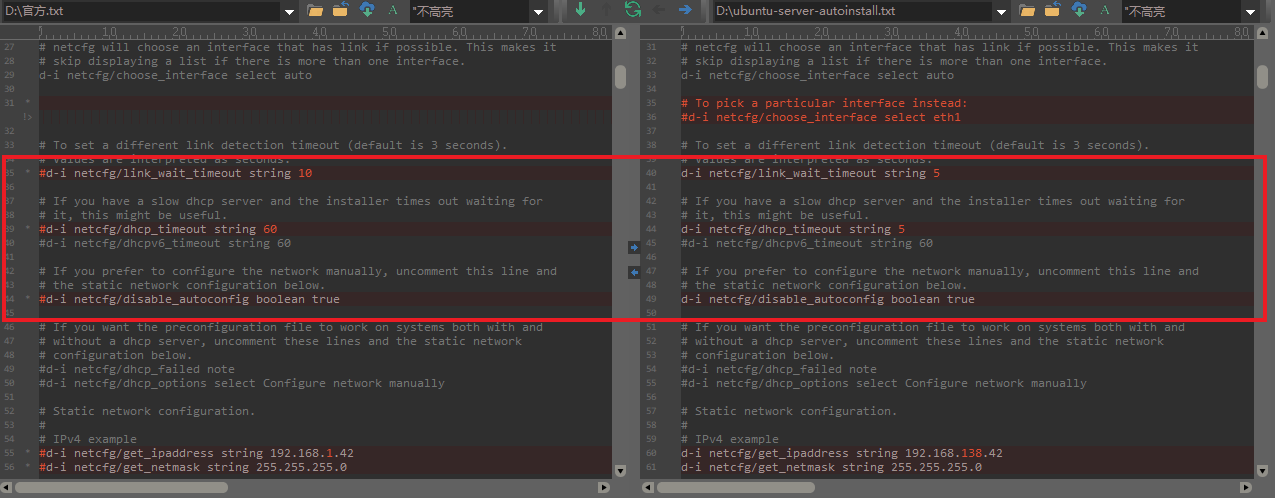 D:\官方.txt
"不高亮
D:\ubuntu-server-autoinstall.txt
"不高亮
10 20 30 40 50 60 70 80
27 # netcfg will choose an interface that has link if possible. This makes it
28 # skip displaying a list if there is more than one interface.
29 d-i netcfg/choose_interface select auto
30
31 *
!>
32
33 # To set a different link detection timeout (default is 3 seconds).
34 # Values are interpreted as seconds.
35 * #d-i netcfg/link_wait_timeout string 10
36
37 # If you have a slow dhcp server and the installer times out waiting for
38 # it, this might be useful.
39 * #d-i netcfg/dhcp_timeout string 60
40 #d-i netcfg/dhcpv6_timeout string 60
41
42 # If you prefer to configure the network manually, uncomment this line and
43 # the static network configuration below.
44 * #d-i netcfg/disable_autoconfig boolean true
45
46 # If you want the preconfiguration file to work on systems both with and
47 # without a dhcp server, uncomment these lines and the static network
48 # configuration below.
49 #d-i netcfg/dhcp_failed note
50 #d-i netcfg/dhcp_options select Configure network manually
51
52 # Static network configuration.
53 #
54 # IPv4 example
55 * #d-i netcfg/get_ipaddress string 192.168.1.42
56 * #d-i netcfg/get_netmask string 255.255.255.0
10 20 30 40 50 60 70 80
31 # netcfg will choose an interface that has link if possible. This makes it
32 # skip displaying a list if there is more than one interface.
33 d-i netcfg/choose_interface select auto
34
35 # To pick a particular interface instead:
36 #d-i netcfg/choose_interface select eth1
37
38 # To set a different link detection timeout (default is 3 seconds).
39 # Values are interpreted as seconds.
40 d-i netcfg/link_wait_timeout string 5
41
42 # If you have a slow dhcp server and the installer times out waiting for
43 # it, this might be useful.
44 d-i netcfg/dhcp_timeout string 5
45 #d-i netcfg/dhcpv6_timeout string 60
46
47 # If you prefer to configure the network manually, uncomment this line and
48 # the static network configuration below.
49 d-i netcfg/disable_autoconfig boolean true
50
51 # If you want the preconfiguration file to work on systems both with and
52 # without a dhcp server, uncomment these lines and the static network
53 # configuration below.
54 #d-i netcfg/dhcp_failed note
55 #d-i netcfg/dhcp_options select Configure network manually
56
57 # Static network configuration.
58 #
59 # IPv4 example
60 d-i netcfg/get_ipaddress string 192.168.138.42
61 d-i netcfg/get_netmask string 255.255.255.0